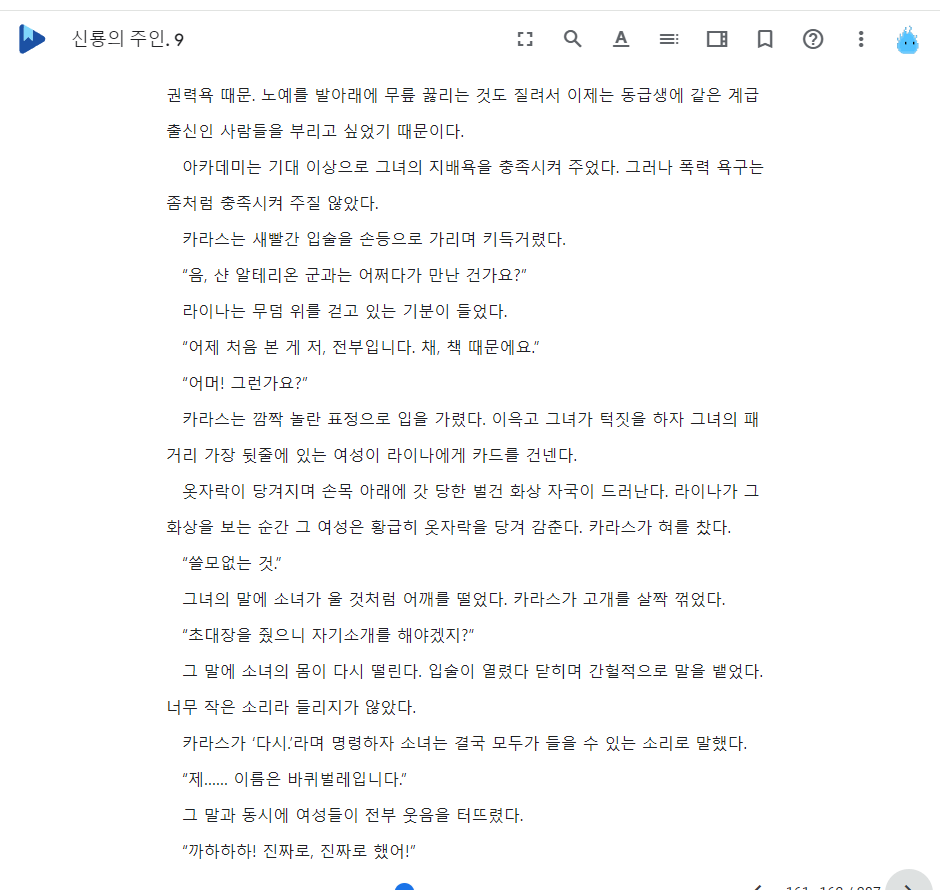 신룡의 주인. 9
권력욕 때문. 노예를 발아래에 무릎 꿇리는 것도 질려서 이제는 동급생에 같은 계급
출신인 사람들을 부리고 싶었기 때문이다.
아카데미는 기대 이상으로 그녀의 지배욕을 충족시켜 주었다. 그러나 폭력 욕구는
좀처럼 충족시켜 주질 않았다.
카라스는 새빨간 입술을 손등으로 가리며 키득거렸다.
“음, 샨 알테리온 군과는 어쩌다가 만난 건가요?”
라이나는 무덤 위를 걷고 있는 기분이 들었다.
“어제 처음 본 게 저, 전부입니다. 채, 책 때문에요.”
“어머! 그런가요?”
카라스는 깜짝 놀란 표정으로 입을 가렸다. 이윽고 그녀가 턱짓을 하자 그녀의 패
거리 가장 뒷줄에 있는 여성이 라이나에게 카드를 건넨다.
옷자락이 당겨지며 손목 아래에 갓 당한 벌건 화상 자국이 드러난다. 라이나가 그
화상을 보는 순간 그 여성은 황급히 옷자락을 당겨 감춘다. 카라스가 혀를 찼다.
“쓸모없는 것.”
그녀의 말에 소녀가 울 것처럼 어깨를 떨었다. 카라스가 고개를 살짝 꺾었다.
“초대장을 줬으니 자기소개를 해야겠지?”
그 말에 소녀의 몸이 다시 떨린다. 입술이 열렸다 닫히며 간헐적으로 말을 뱉었다.
너무 작은 소리라 들리지가 않았다.
카라스가 ‘다시.’라며 명령하자 소녀는 결국 모두가 들을 수 있는 소리로 말했다.
“제…… 이름은 바퀴벌레입니다.”
그 말과 동시에 여성들이 전부 웃음을 터뜨렸다.
“까하하하! 진짜로, 진짜로 했어!”